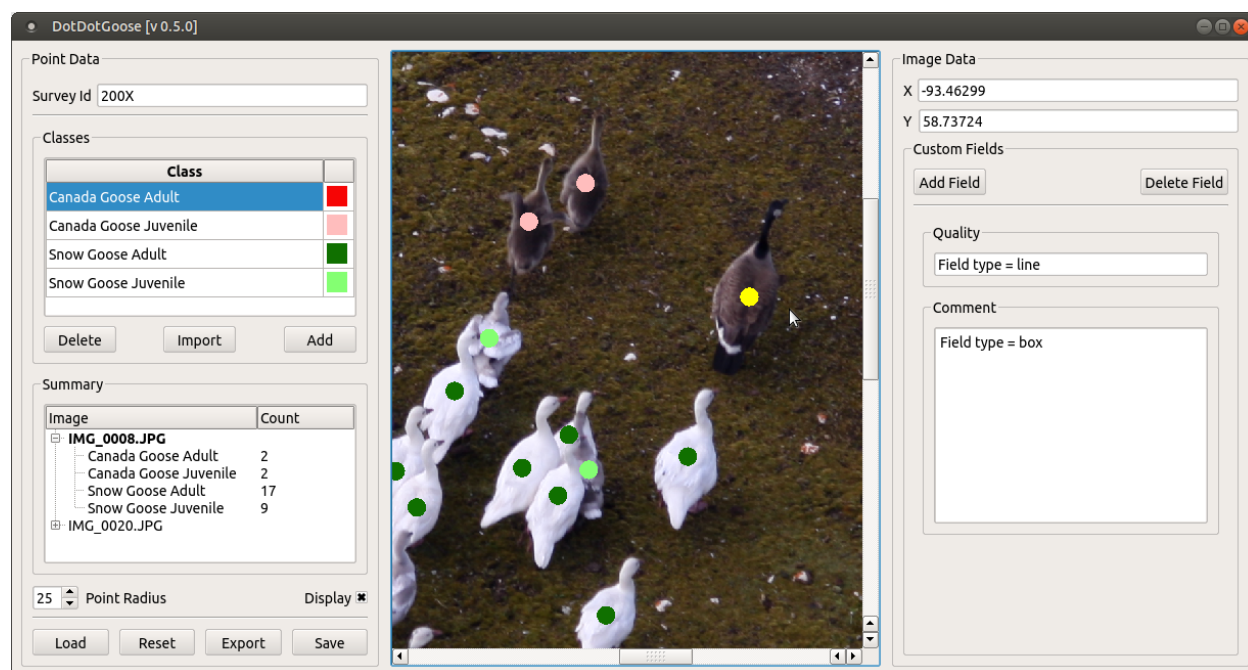 DotDotGoose [v 0.5.0]
Point Data
Survey Id 200X
Classes
Class
Canada Goose Adult
Canada Goose Juvenile
Snow Goose Adult
Snow Goose Juvenile
Delete Import Add
Summary
Image Count
IMG_0008.JPG
Canada Goose Adult 2
Canada Goose Juvenile 2
Snow Goose Adult 17
Snow Goose Juvenile 9
IMG_0020.JPG
25 Point Radius Display
Load Reset Export Save
Image Data
X -93.46299
Y 58.73724
Custom Fields
Add Field Delete Field
Quality
Field type = line
Comment
Field type = box